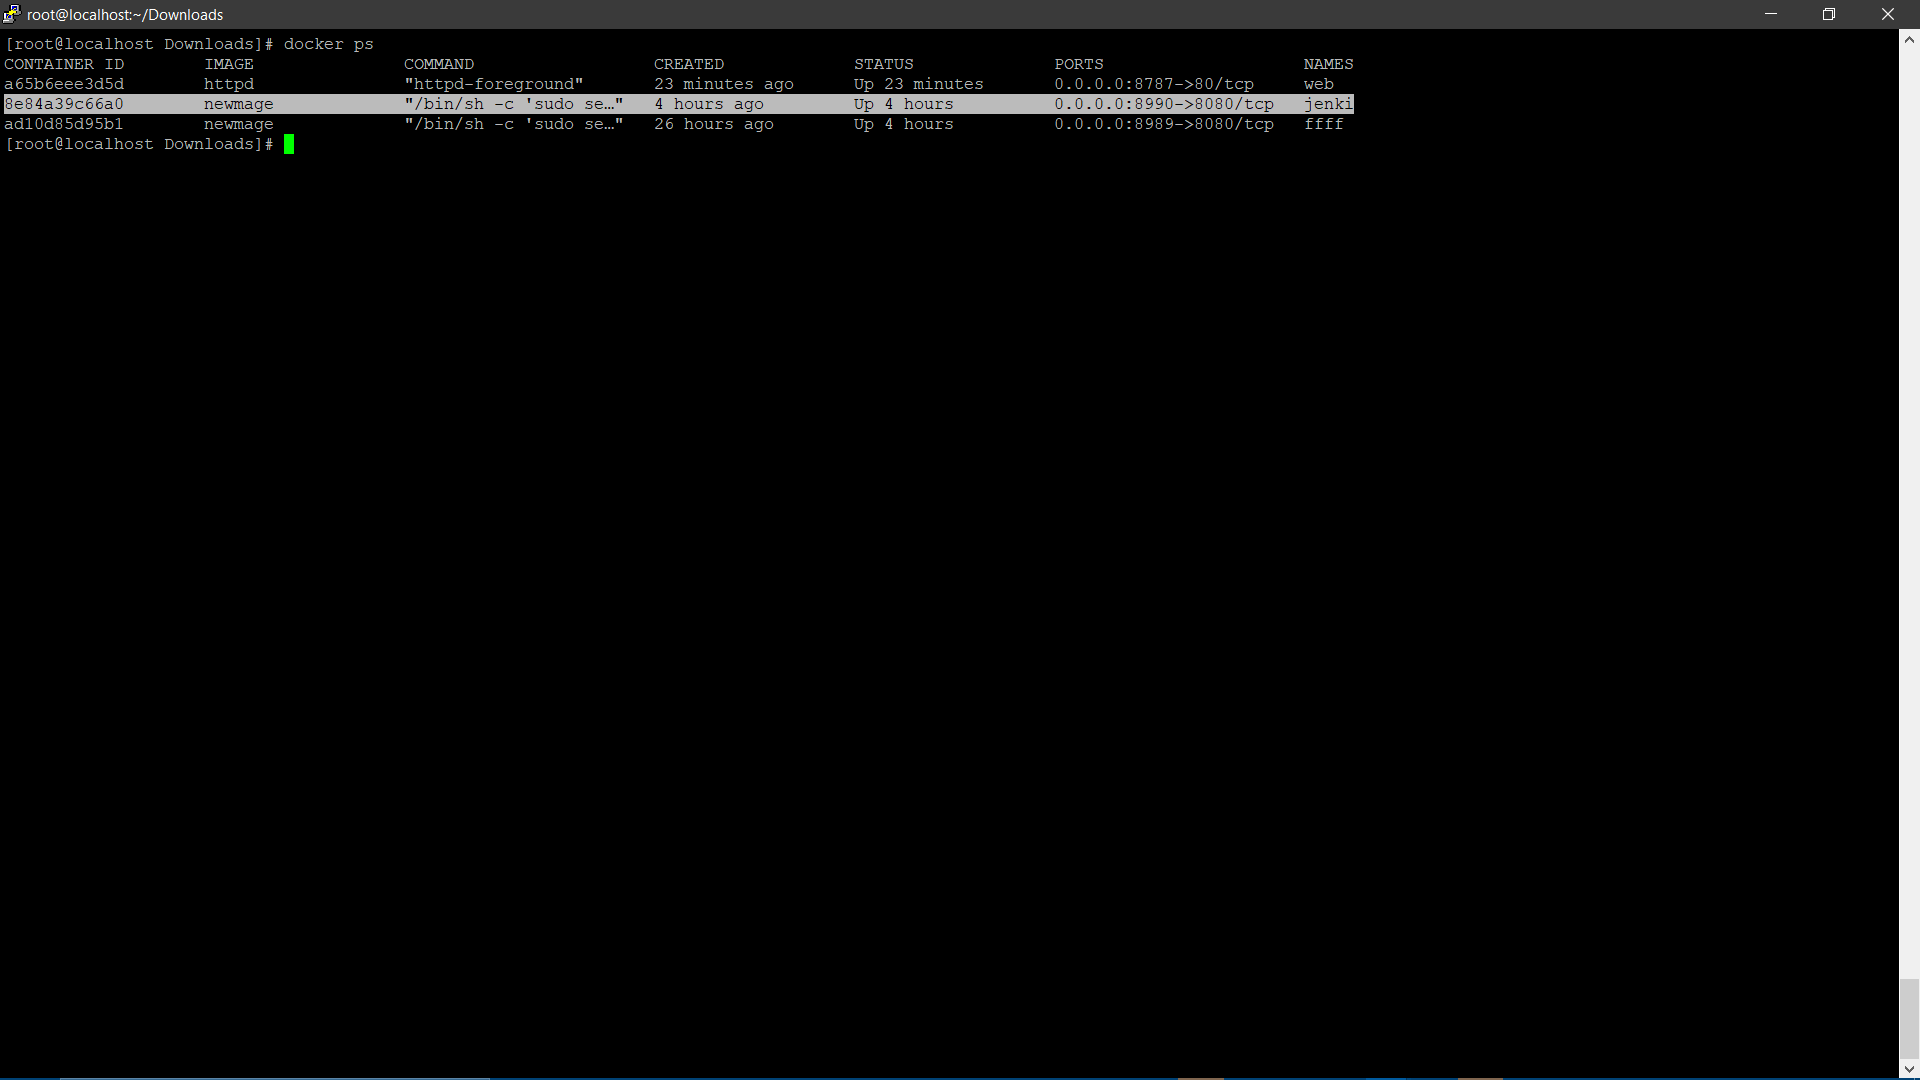 root@localhost:~/Downloads
[root@localhost Downloads]# docker ps
CONTAINER ID        IMAGE               COMMAND                  CREATED             STATUS              PORTS                    NAMES
a65b6eee3d5d        httpd               "httpd-foreground"       23 minutes ago      Up 23 minutes       0.0.0.0:8787->80/tcp     web
8e84a39c66a0        newmage             "/bin/sh -c 'sudo se…"   4 hours ago         Up 4 hours          0.0.0.0:8990->8080/tcp   jenki
ad10d85d95b1        newmage             "/bin/sh -c 'sudo se…"   26 hours ago        Up 4 hours          0.0.0.0:8989->8080/tcp   ffff
[root@localhost Downloads]#